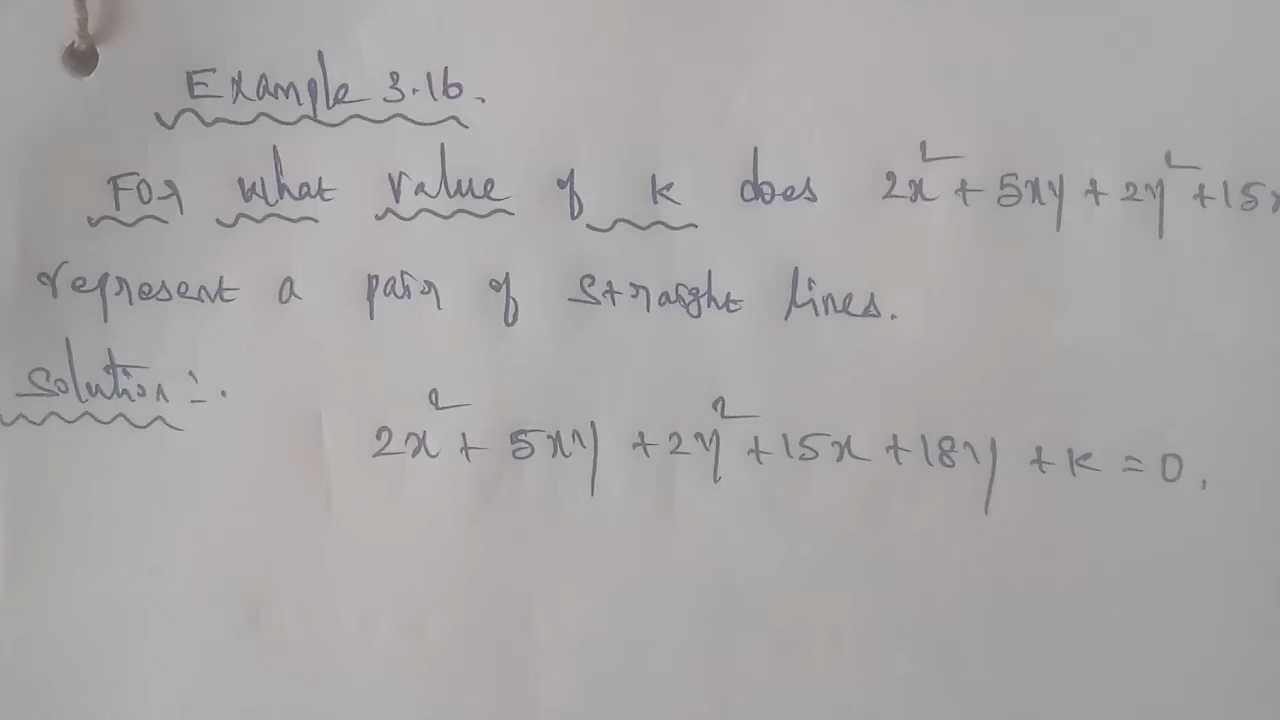 Example 3.16.
For what value of k does 2x² + 5xy + 2y² + 15x
represent a pair of straight lines.
Solution :-.
2x² + 5xy + 2y² + 15x + 18y + k = 0.